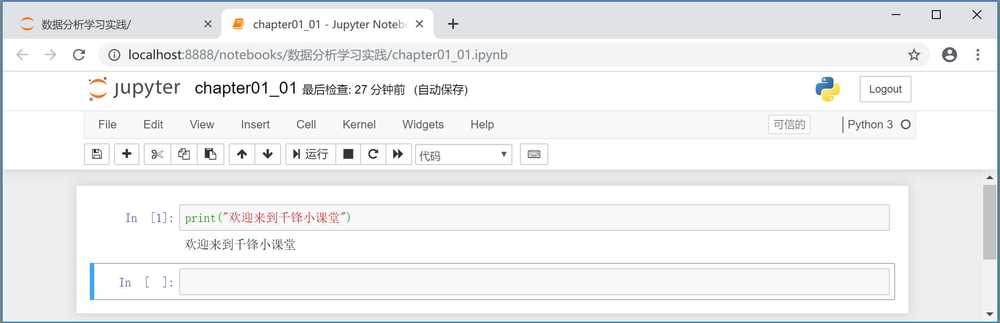 数据分析学习实践/
chapter01_01 - Jupyter Notebo
localhost:8888/notebooks/数据分析学习实践/chapter01_01.ipynb
jupyter chapter01_01 最后检查: 27 分钟前 (自动保存)
Logout
File Edit View Insert Cell Kernel Widgets Help 可信的 Python 3
运行 代码
In [1]: print("欢迎来到千锋小课堂")
欢迎来到千锋小课堂
In [ ]: